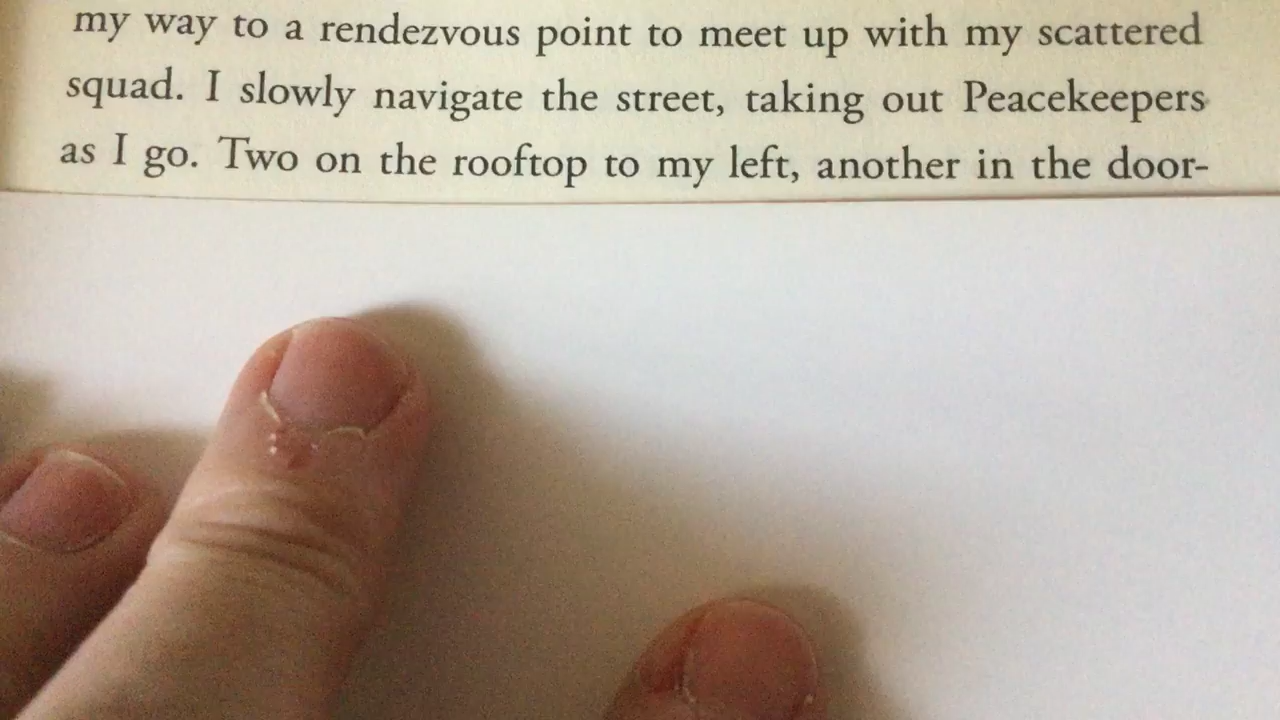 my way to a rendezvous point to meet up with my scattered
squad. I slowly navigate the street, taking out Peacekeepers
as I go. Two on the rooftop to my left, another in the door-